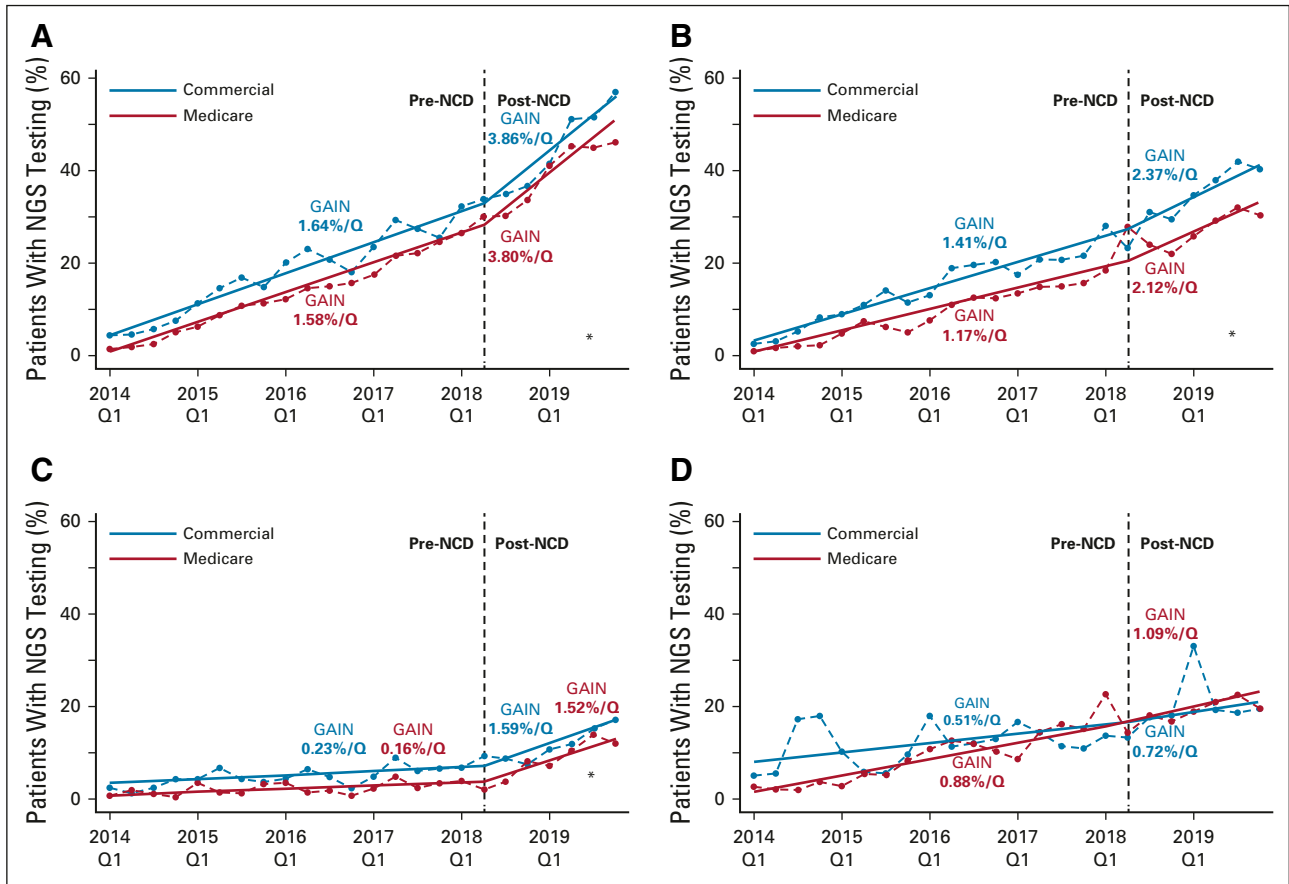 A
Patients With NGS Testing (%)
60
40
20
0
Commercial
Medicare
Pre-NCD
Post-NCD
GAIN
3.86%/Q
GAIN
1.64%/Q
GAIN
3.80%/Q
GAIN
1.58%/Q
*
2014 2015 2016 2017 2018 2019
Q1 Q1 Q1 Q1 Q1 Q1
B
Patients With NGS Testing (%)
60
40
20
0
Commercial
Medicare
Pre-NCD
Post-NCD
GAIN
2.37%/Q
GAIN
1.41%/Q
GAIN
2.12%/Q
GAIN
1.17%/Q
*
2014 2015 2016 2017 2018 2019
Q1 Q1 Q1 Q1 Q1 Q1
C
Patients With NGS Testing (%)
60
40
20
0
Commercial
Medicare
Pre-NCD
Post-NCD
GAIN
0.23%/Q
GAIN
0.16%/Q
GAIN
1.59%/Q
GAIN
1.52%/Q
*
2014 2015 2016 2017 2018 2019
Q1 Q1 Q1 Q1 Q1 Q1
D
Patients With NGS Testing (%)
60
40
20
0
Commercial
Medicare
Pre-NCD
Post-NCD
GAIN
1.09%/Q
GAIN
0.51%/Q
GAIN
0.72%/Q
GAIN
0.88%/Q
2014 2015 2016 2017 2018 2019
Q1 Q1 Q1 Q1 Q1 Q1